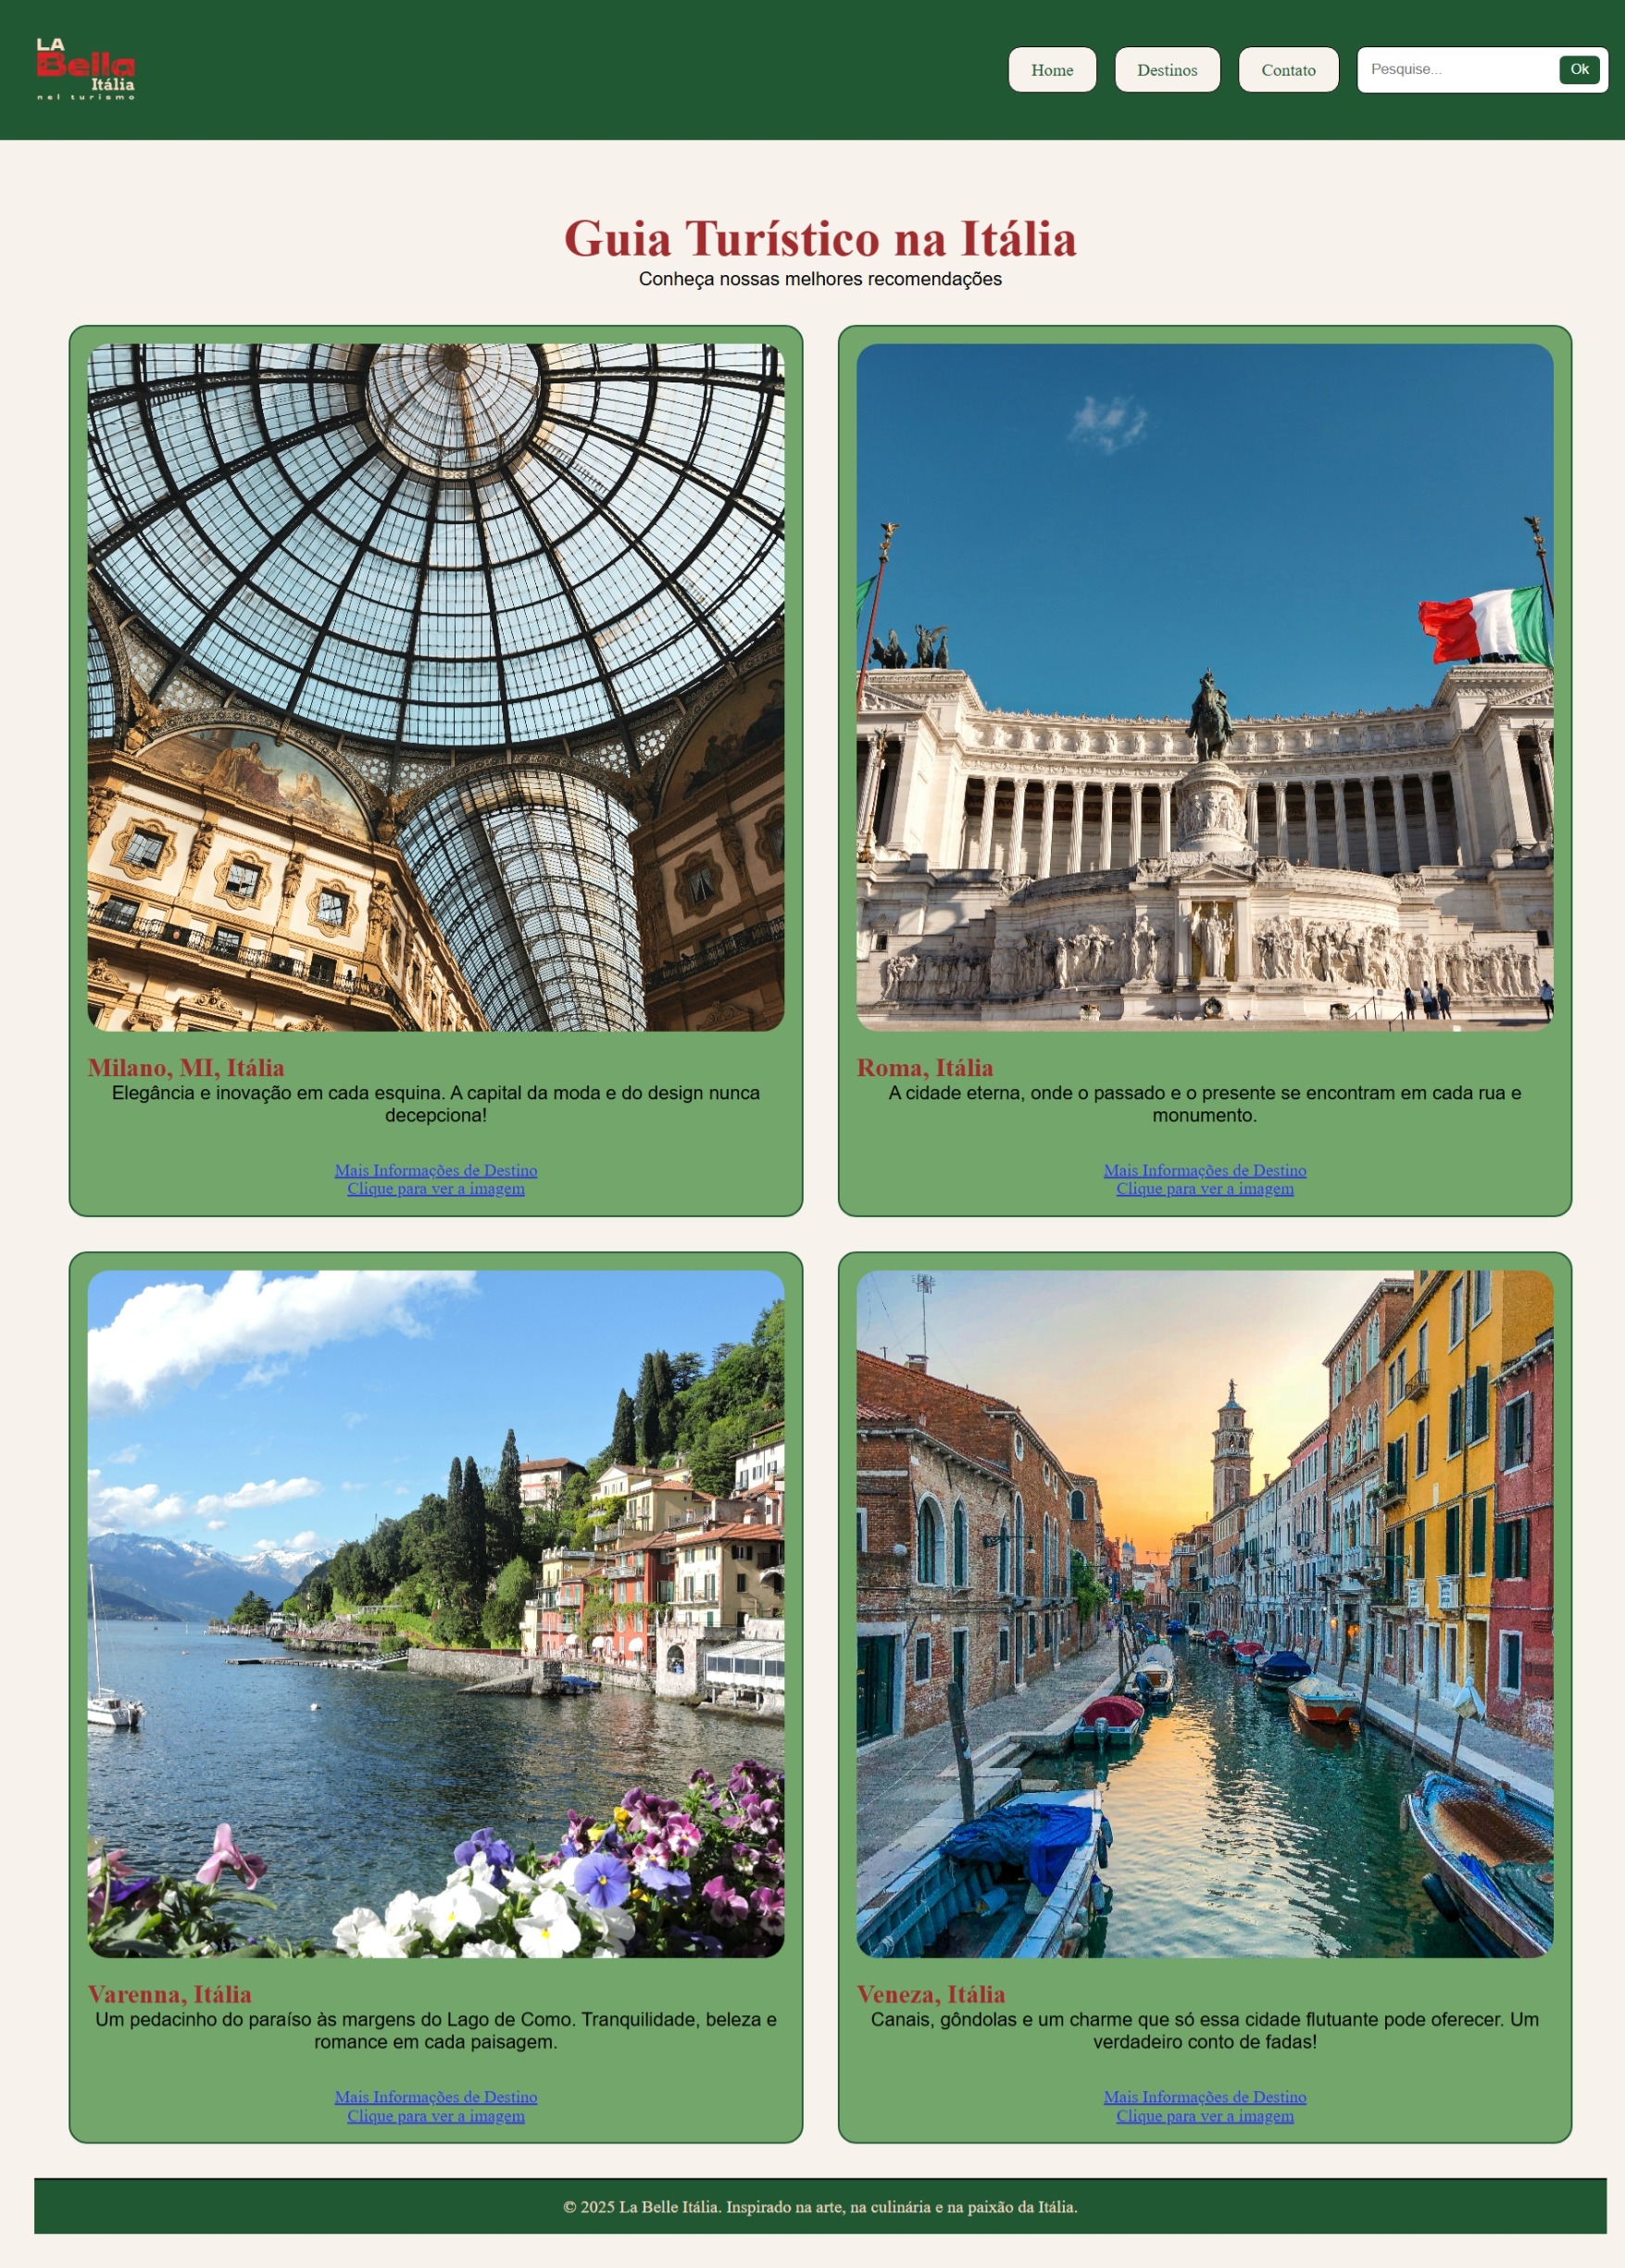 LA
Bella
Itália
nel turismo
Home
Destinos
Contato
Pesquise...
Ok
Guia Turístico na Itália
Conheça nossas melhores recomendações
Milano, MI, Itália
Elegância e inovação em cada esquina. A capital da moda e do design nunca
decepciona!
Mais Informações de Destino
Clique para ver a imagem
Roma, Itália
A cidade eterna, onde o passado e o presente se encontram em cada rua e
monumento.
Mais Informações de Destino
Clique para ver a imagem
Varenna, Itália
Um pedacinho do paraíso às margens do Lago de Como. Tranquilidade, beleza e
romance em cada paisagem.
Mais Informações de Destino
Clique para ver a imagem
Veneza, Itália
Canais, gôndolas e um charme que só essa cidade flutuante pode oferecer. Um
verdadeiro conto de fadas!
Mais Informações de Destino
Clique para ver a imagem
© 2025 La Belle Itália. Inspirado na arte, na culinária e na paixão da Itália.